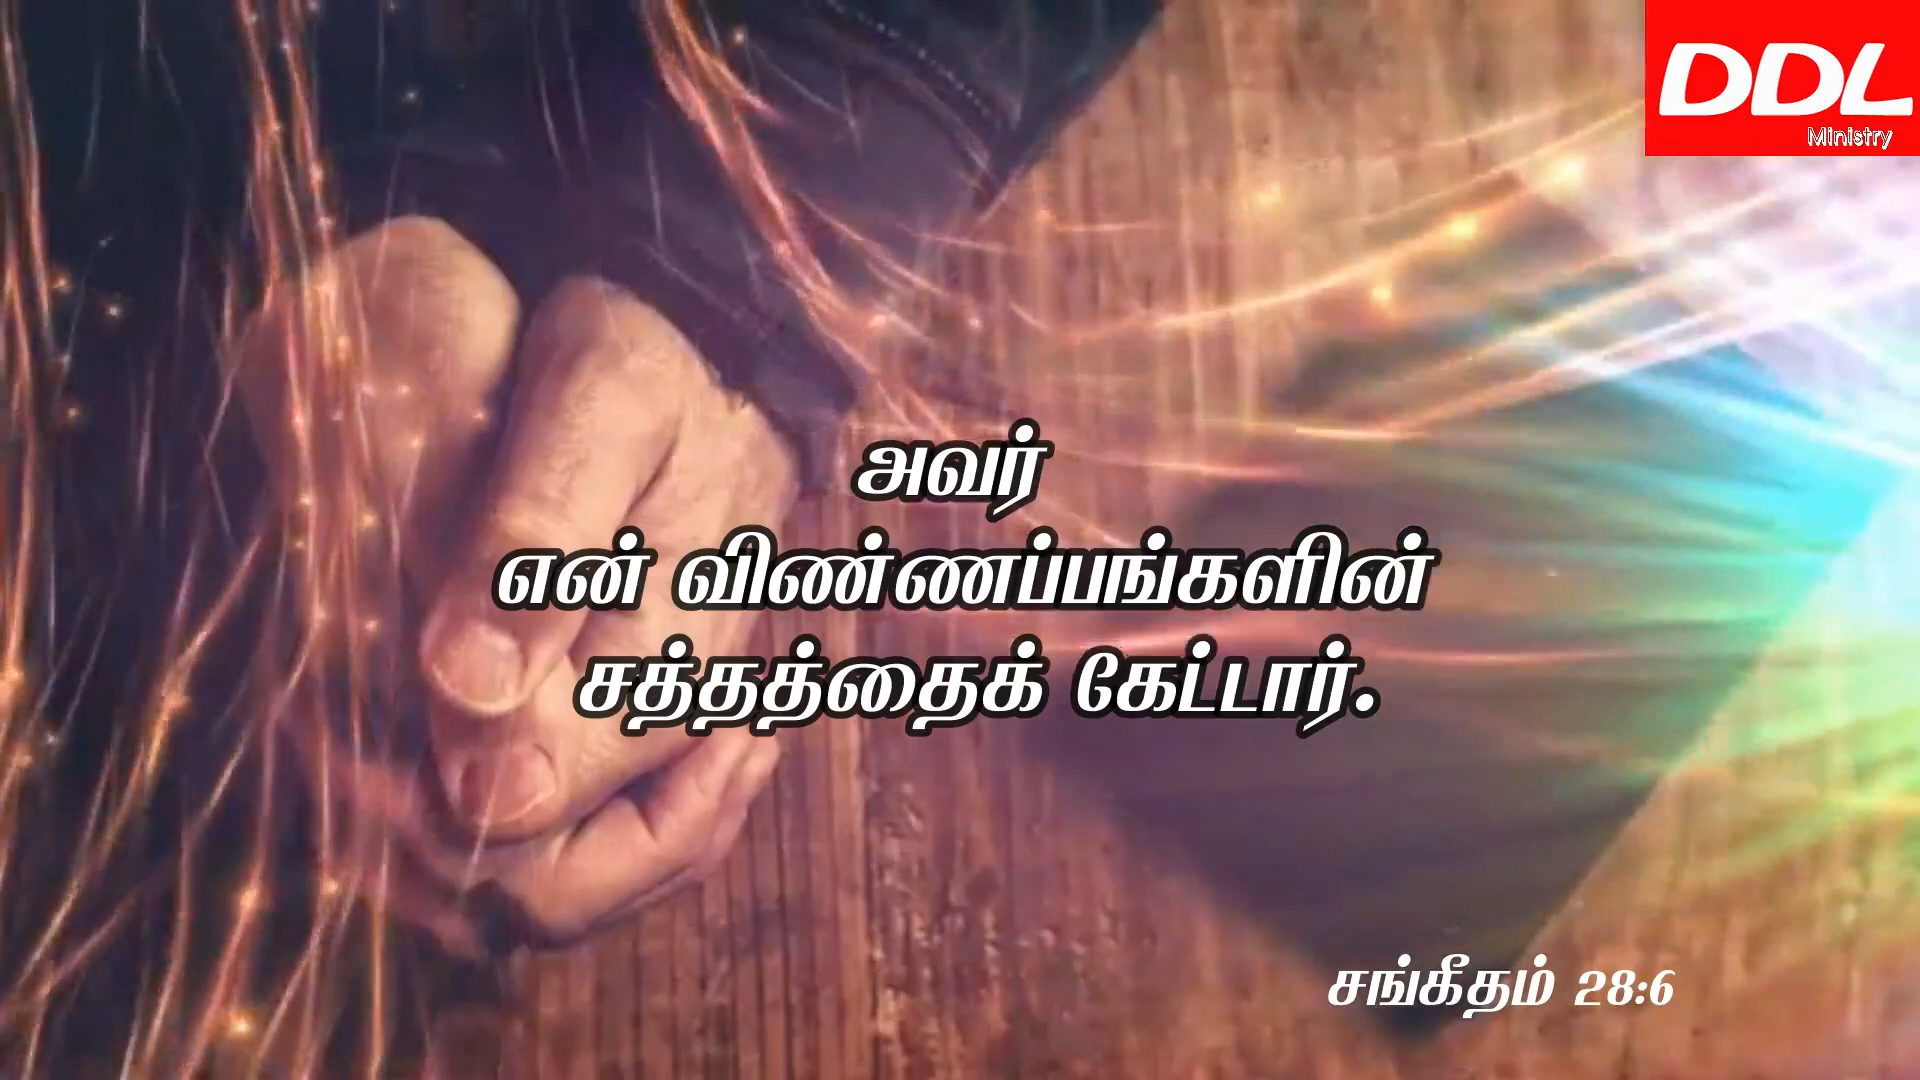 DDL
Ministry
அவர்
என் விண்ணப்பங்களின்
சத்தத்தைக் கேட்டார்.
சங்கீதம் 28:6